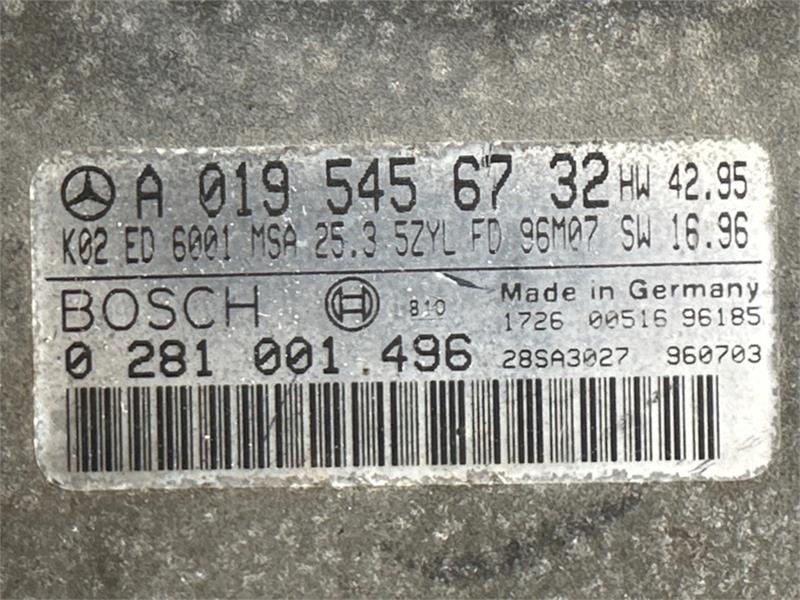 A 019 545 67 32 HW 42.95
K02 ED 6001 MSA 25.3 5ZYL FD 96M07 SW 16.96
BOSCH 810 Made in Germany
1726 00516 96185
0 281 001 496 28SA3027 960703